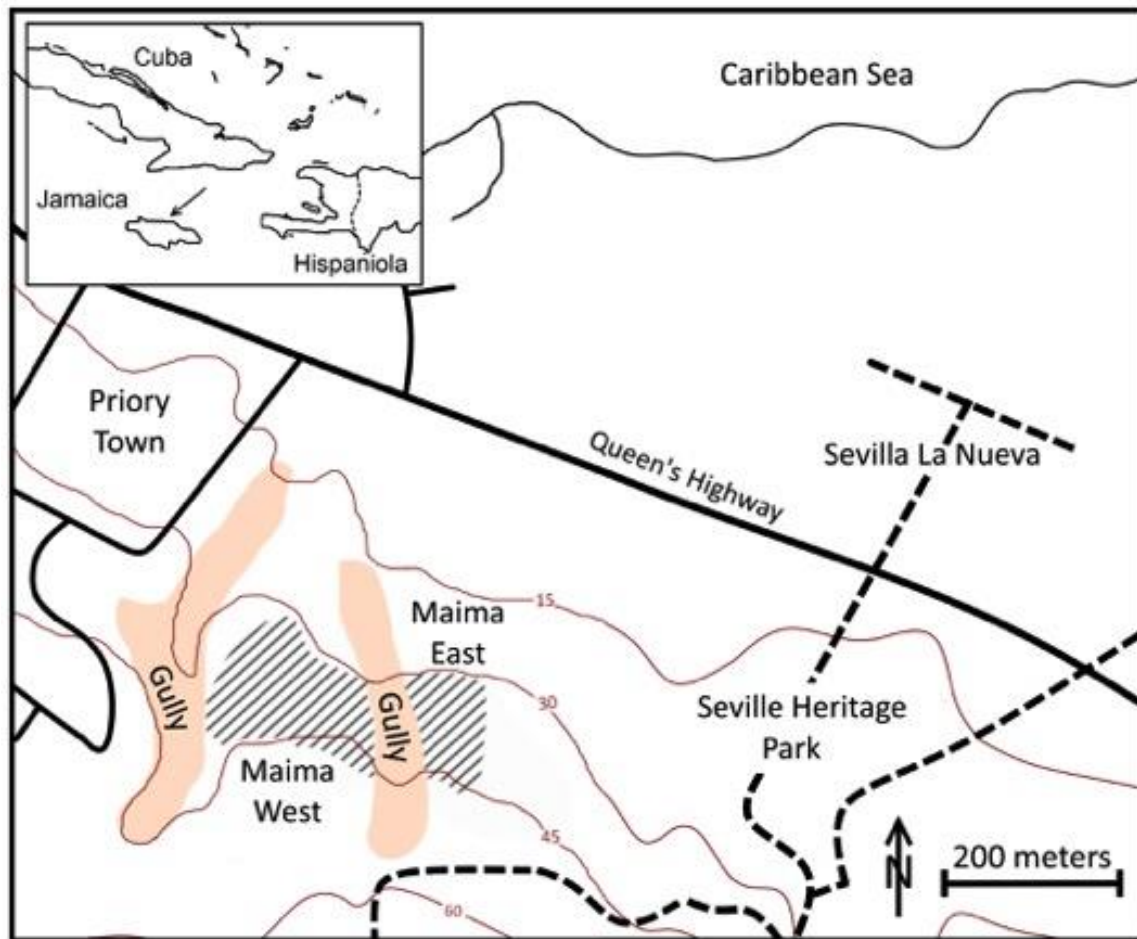 Cuba
Caribbean Sea
Jamaica
Hispaniola
Priory
Town
Queen's Highway
Sevilla La Nueva
Maima
East
15
Gully
Gully
30
Seville Heritage
Park
Maima
West
45
60
N
200 meters